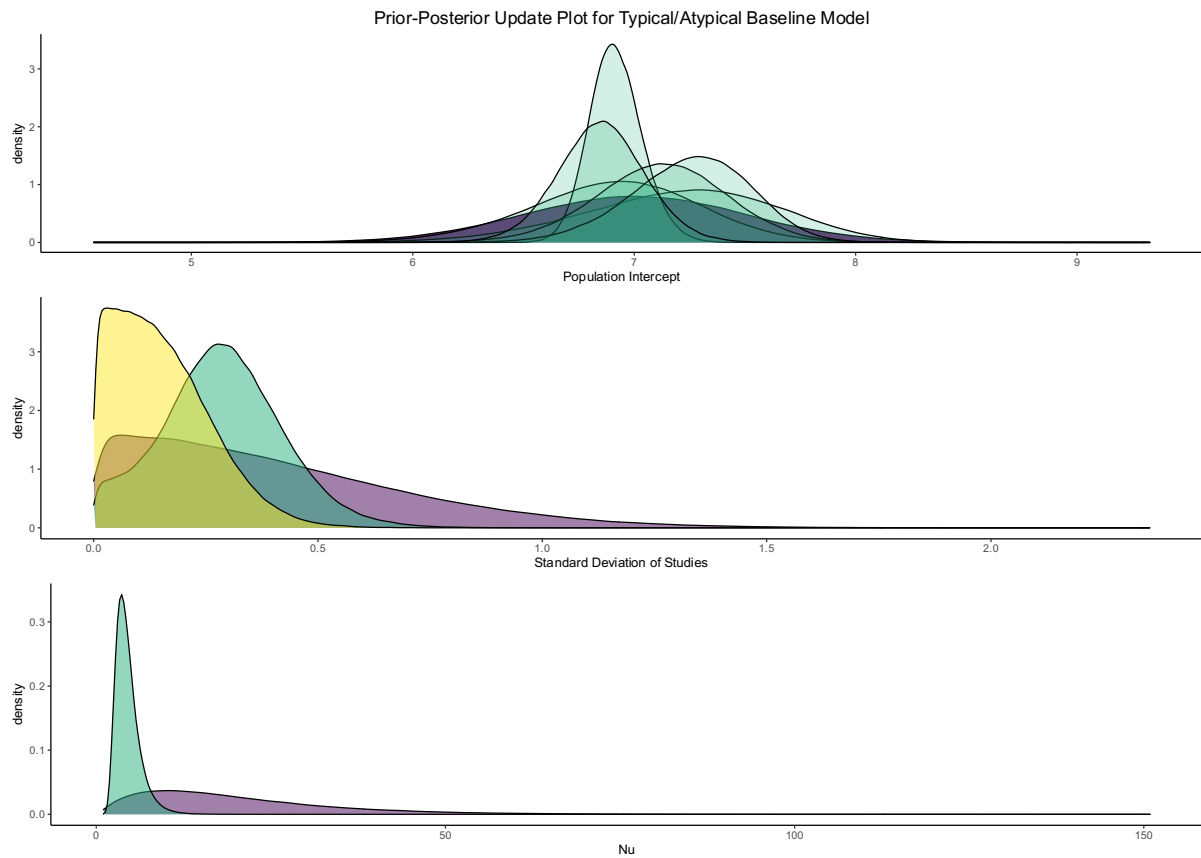 Prior-Posterior Update Plot for Typical/Atypical Baseline Model
density
3
2
1
0
5 6 7 8 9
Population Intercept
density
3
2
1
0
0.0 0.5 1.0 1.5 2.0
Standard Deviation of Studies
density
0.3
0.2
0.1
0.0
0 50 100 150
Nu